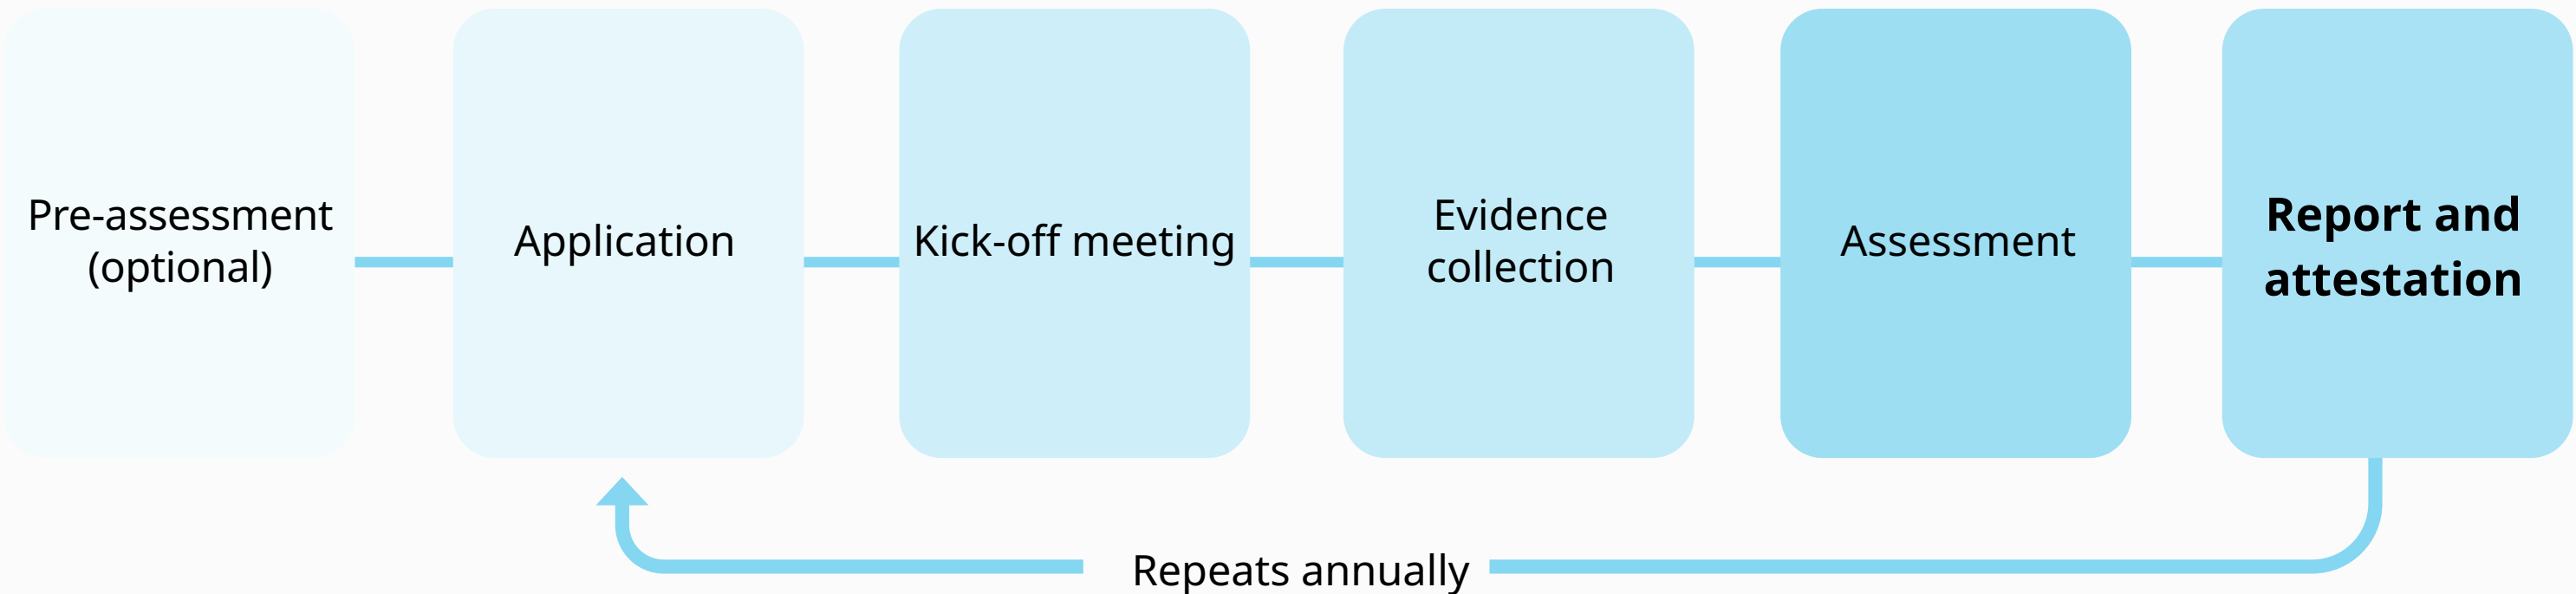 Pre-assessment
(optional)
Application
Kick-off meeting
Evidence
collection
Assessment
Report and
attestation
Repeats annually